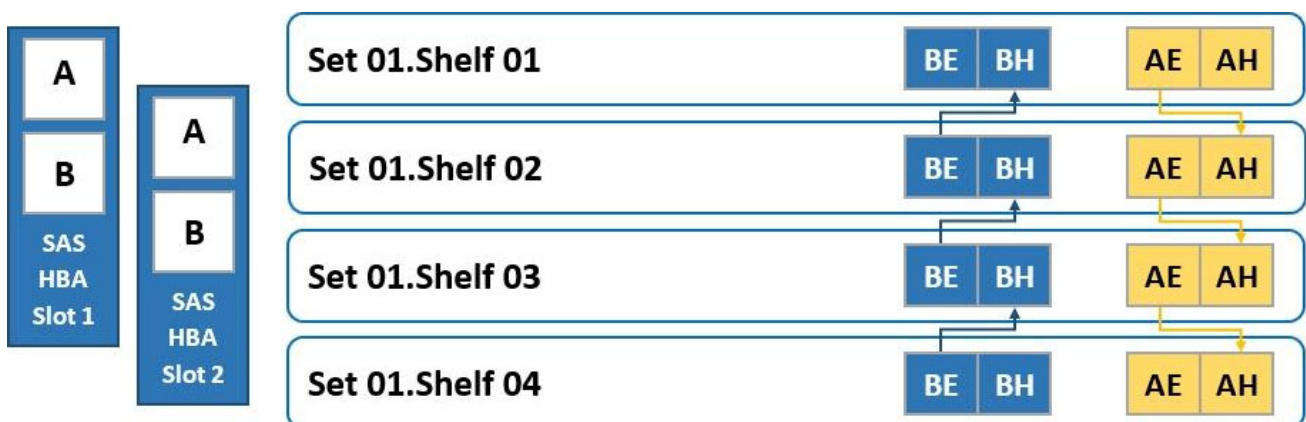 A
B
SAS
HBA
Slot 1
A
B
SAS
HBA
Slot 2
Set 01.Shelf 01 BE BH AE AH
Set 01.Shelf 02 BE BH AE AH
Set 01.Shelf 03 BE BH AE AH
Set 01.Shelf 04 BE BH AE AH